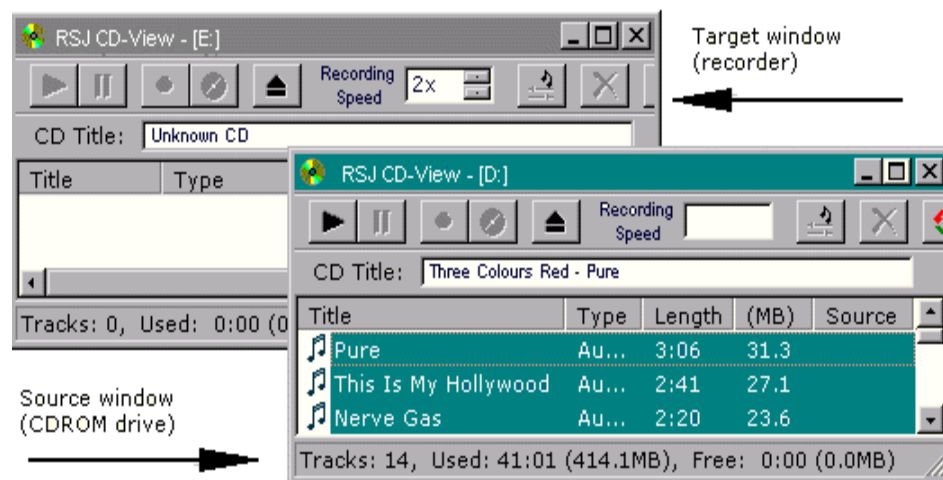 RSJ CD-View - [E:]
Recording
Speed
2x
CD Title: Unknown CD
Title Type
Tracks: 0, Used: 0:00 (0
Target window
(recorder)
RSJ CD-View - [D:]
Recording
Speed
CD Title: Three Colours Red - Pure
Title Type Length (MB) Source
Pure Au... 3:06 31.3
This Is My Hollywood Au... 2:41 27.1
Nerve Gas Au... 2:20 23.6
Tracks: 14, Used: 41:01 (414.1MB), Free: 0:00 (0.0MB)
Source window
(CDROM drive)